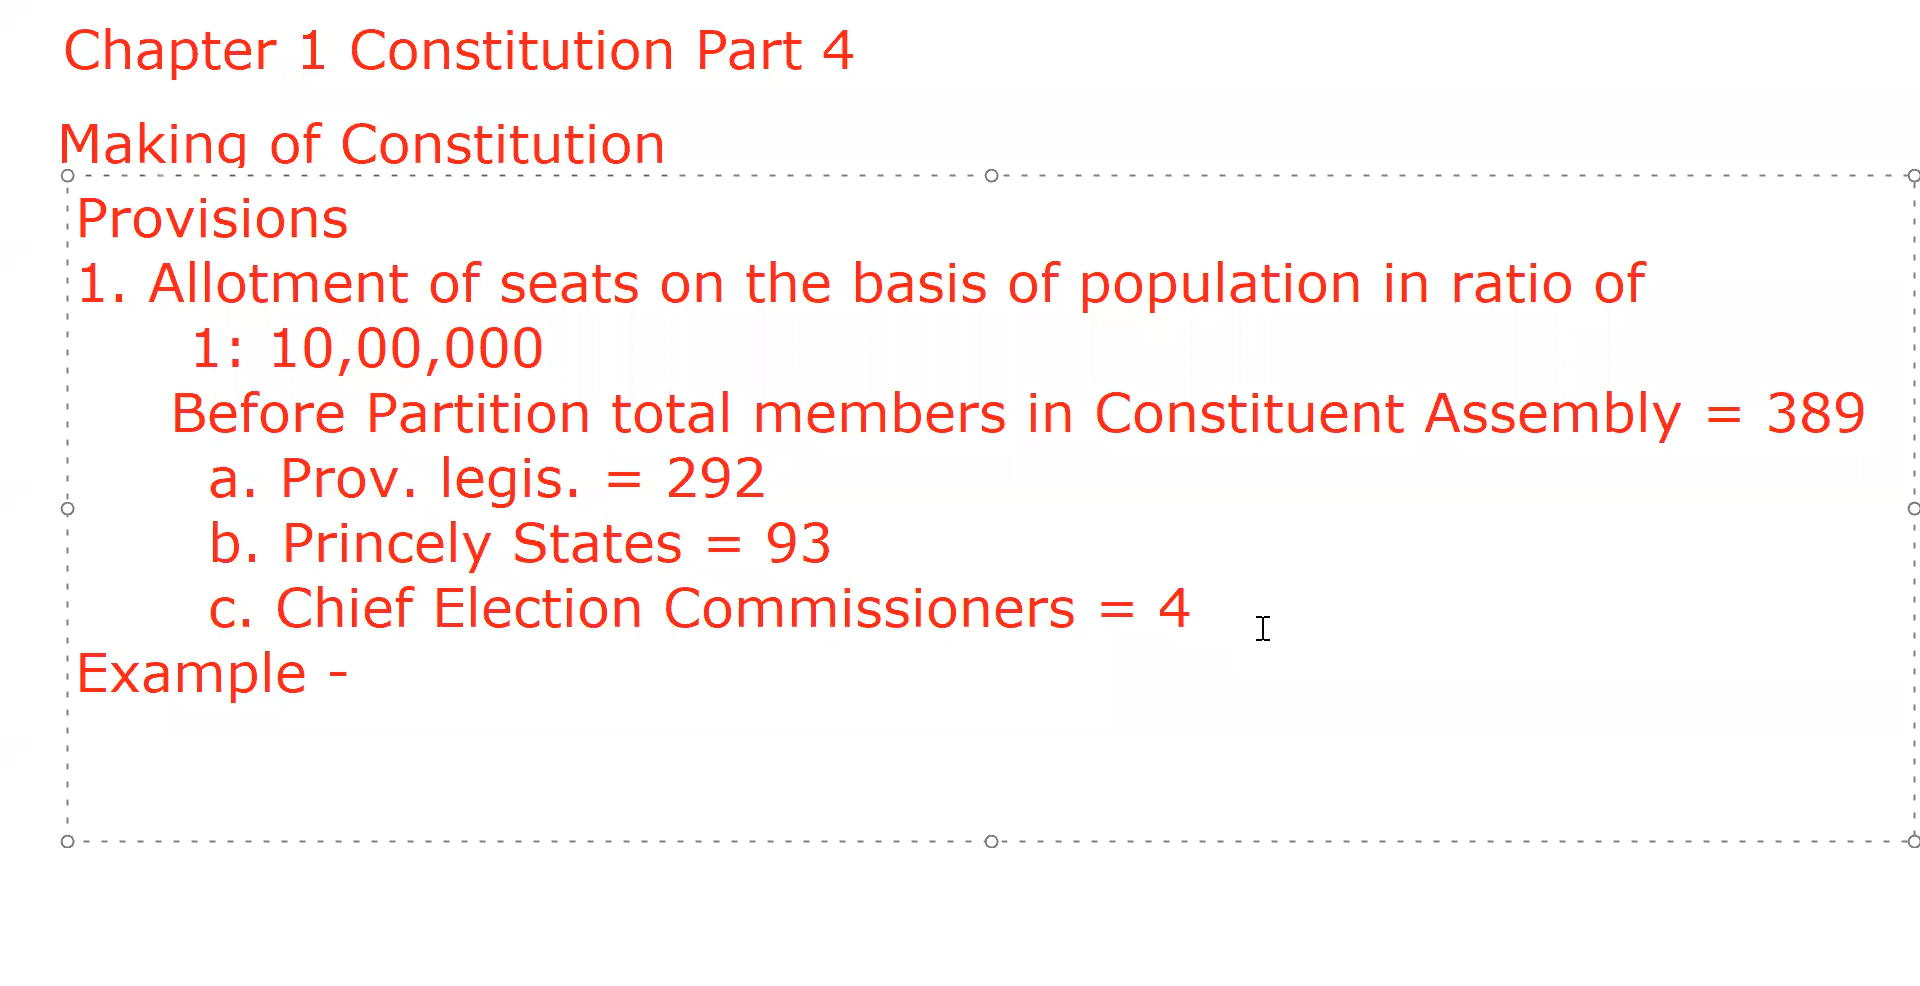 Chapter 1 Constitution Part 4
Making of Constitution
Provisions
1. Allotment of seats on the basis of population in ratio of
1: 10,00,000
Before Partition total members in Constituent Assembly = 389
a. Prov. legis. = 292
b. Princely States = 93
c. Chief Election Commissioners = 4
Example -